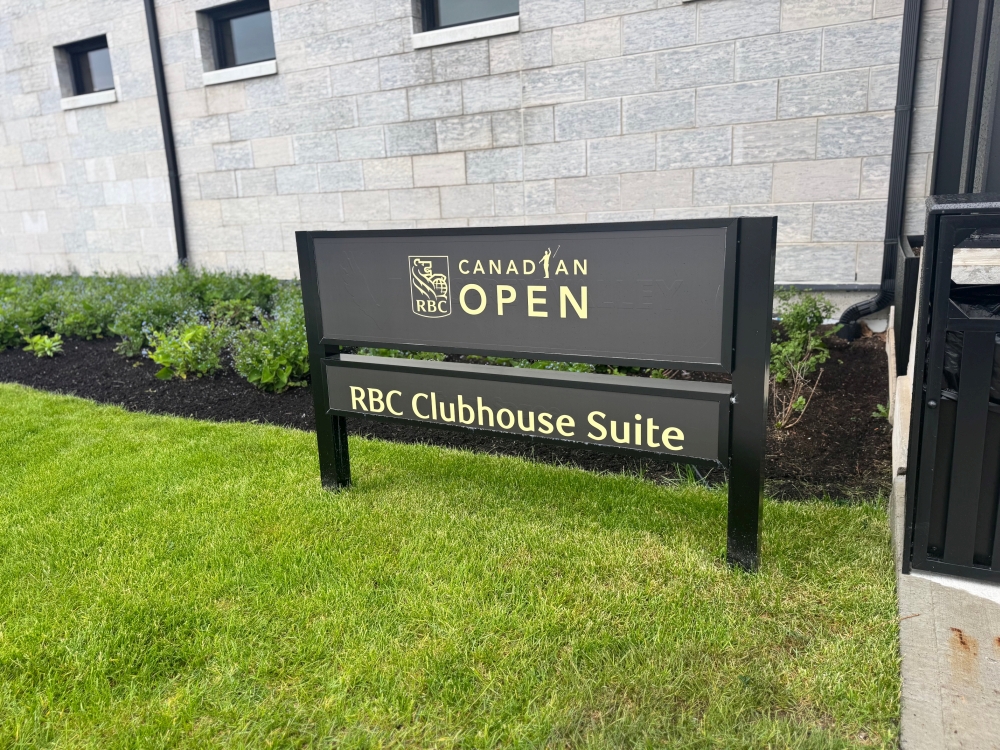 RBC
CANADIAN
OPEN
RBC Clubhouse Suite